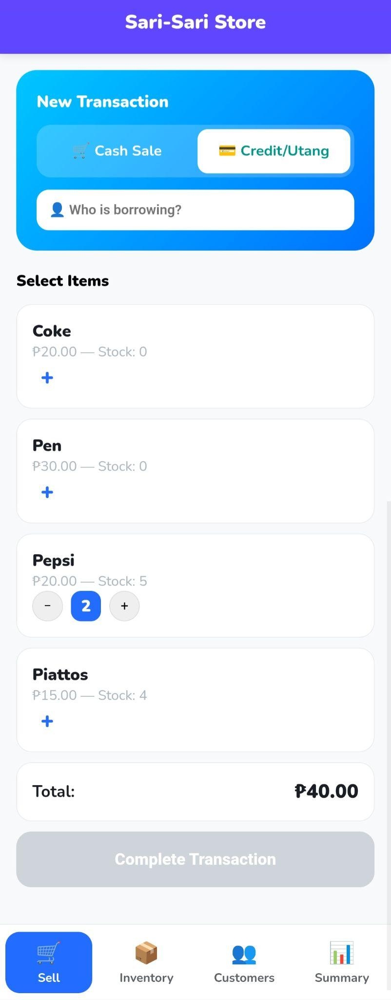 Sari-Sari Store
New Transaction
🛒 Cash Sale
💳 Credit/Utang
👤 Who is borrowing?
Select Items
Coke
₱20.00 — Stock: 0
+
Pen
₱30.00 — Stock: 0
+
Pepsi
₱20.00 — Stock: 5
− 2 +
Piattos
₱15.00 — Stock: 4
+
Total: ₱40.00
Complete Transaction
Sell Inventory Customers Summary